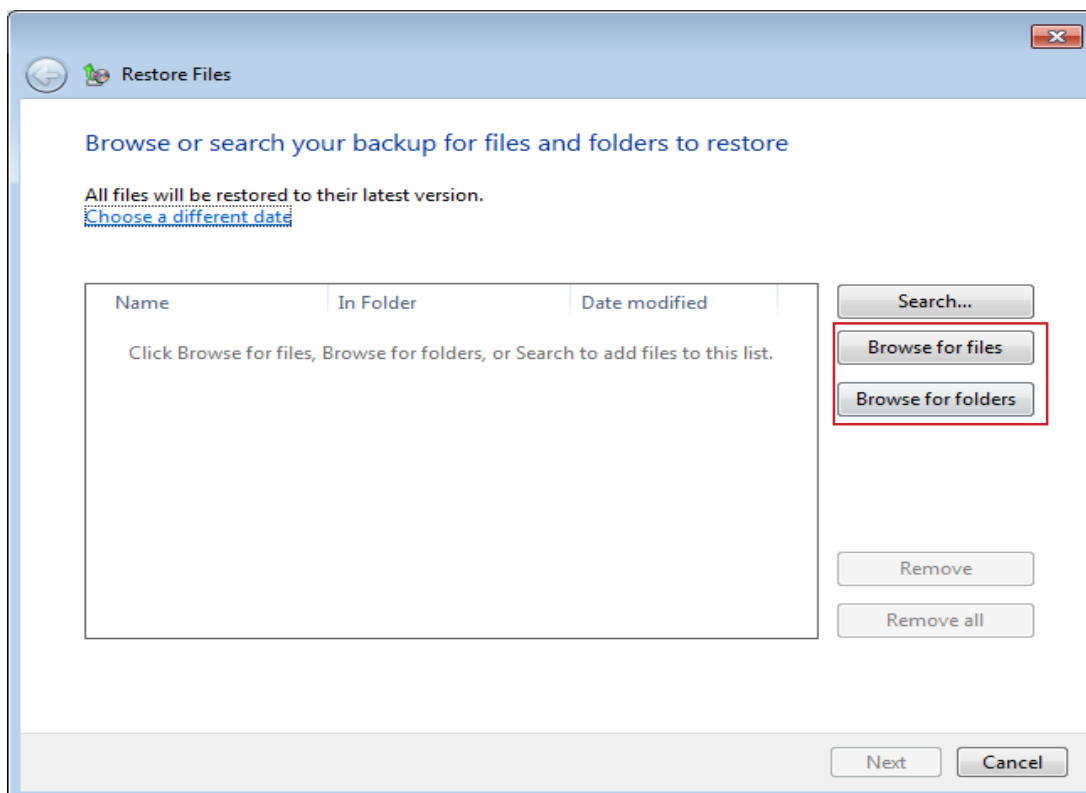 Restore Files
Browse or search your backup for files and folders to restore
All files will be restored to their latest version.
Choose a different date
Name In Folder Date modified
Click Browse for files, Browse for folders, or Search to add files to this list.
Search...
Browse for files
Browse for folders
Remove
Remove all
Next Cancel